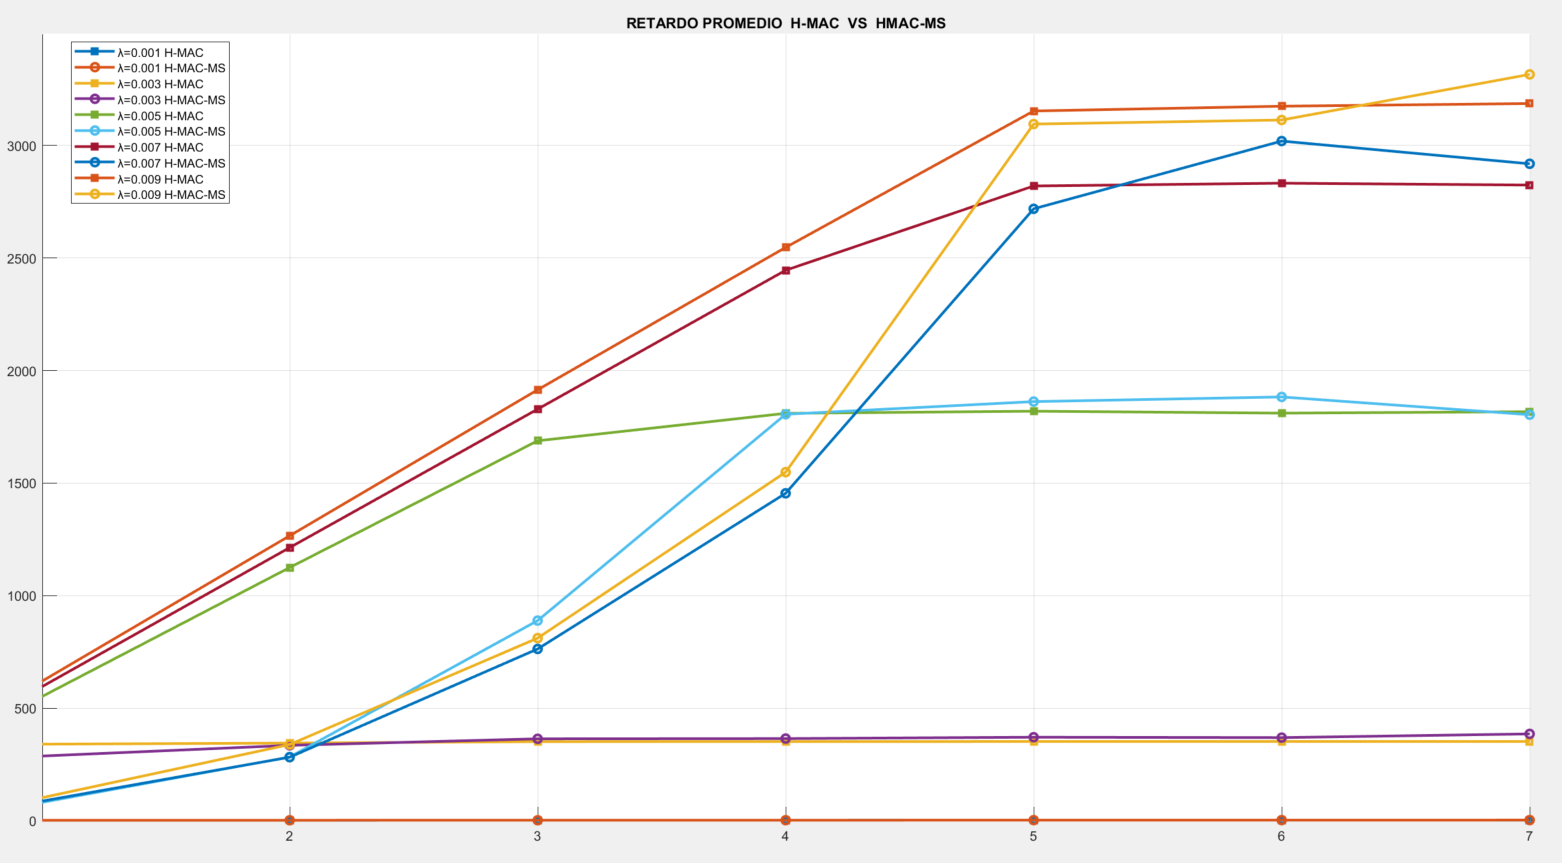 RETARDO PROMEDIO  H-MAC  VS  HMAC-MS
λ=0.001 H-MAC
λ=0.001 H-MAC-MS
λ=0.003 H-MAC
λ=0.003 H-MAC-MS
λ=0.005 H-MAC
λ=0.005 H-MAC-MS
λ=0.007 H-MAC
λ=0.007 H-MAC-MS
λ=0.009 H-MAC
λ=0.009 H-MAC-MS
3000
2500
2000
1500
1000
500
0
2 3 4 5 6 7